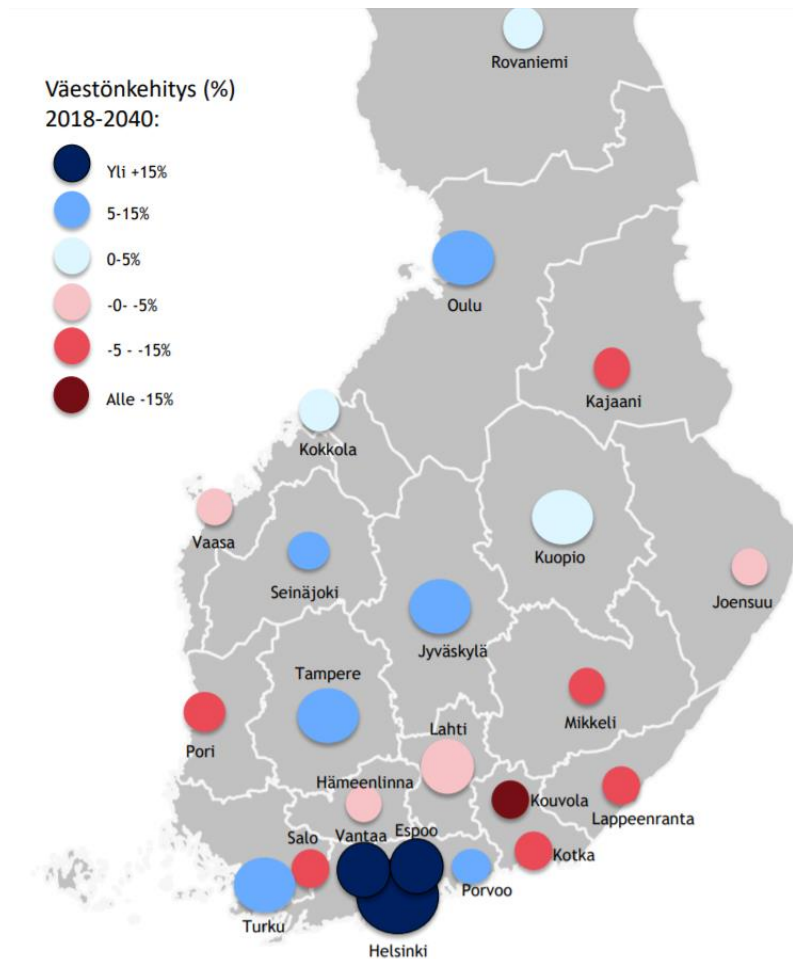 Väestönkehitys (%)
2018-2040:
Yli +15%
5-15%
0-5%
-0- -5%
-5 - -15%
Alle -15%
Rovaniemi
Oulu
Kajaani
Kokkola
Vaasa
Kuopio
Seinäjoki
Joensuu
Jyväskylä
Tampere
Mikkeli
Lahti
Pori
Hämeenlinna
Kouvola
Lappeenranta
Espoo
Vantaa
Salo
Kotka
Porvoo
Turku
Helsinki